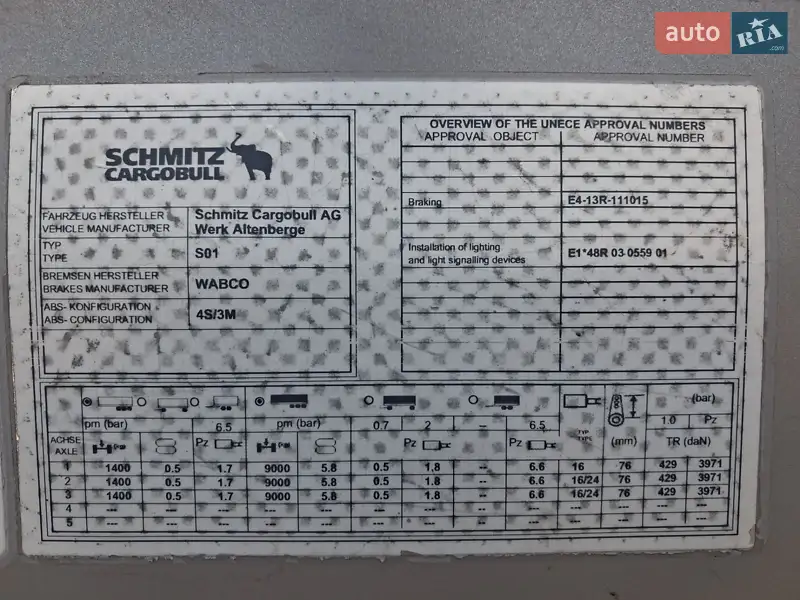 auto RIA .com
SCHMITZ
CARGOBULL
FAHRZEUG HERSTELLER
VEHICLE MANUFACTURER
Schmitz Cargobull AG
Werk Altenberge
TYP
TYPE
S01
BREMSEN HERSTELLER
BRAKES MANUFACTURER
WABCO
ABS- KONFIGURATION
ABS- CONFIGURATION
4S/3M
OVERVIEW OF THE UNECE APPROVAL NUMBERS
APPROVAL OBJECT APPROVAL NUMBER
Braking E4-13R-111015
Installation of lighting
and light signalling devices
E1*48R 03 0559 01
(bar)
pm (bar) 6.5 pm (bar) 0.7 2 -- 6.5 1.0 Pz
ACHSE
AXLE
Pz Pz Pz TYP
TYPE
(mm) TR (daN)
1 1400 0.5 1.7 9000 5.8 0.5 1.8 -- 6.6 16 76 429 3971
2 1400 0.5 1.7 9000 5.8 0.5 1.8 -- 6.6 16/24 76 429 3971
3 1400 0.5 1.7 9000 5.8 0.5 1.8 -- 6.6 16/24 76 429 3971
4 --- --- --- --- --- --- --- -- --- --- --- --- ---
5 --- --- --- --- --- --- --- -- --- --- --- --- ---